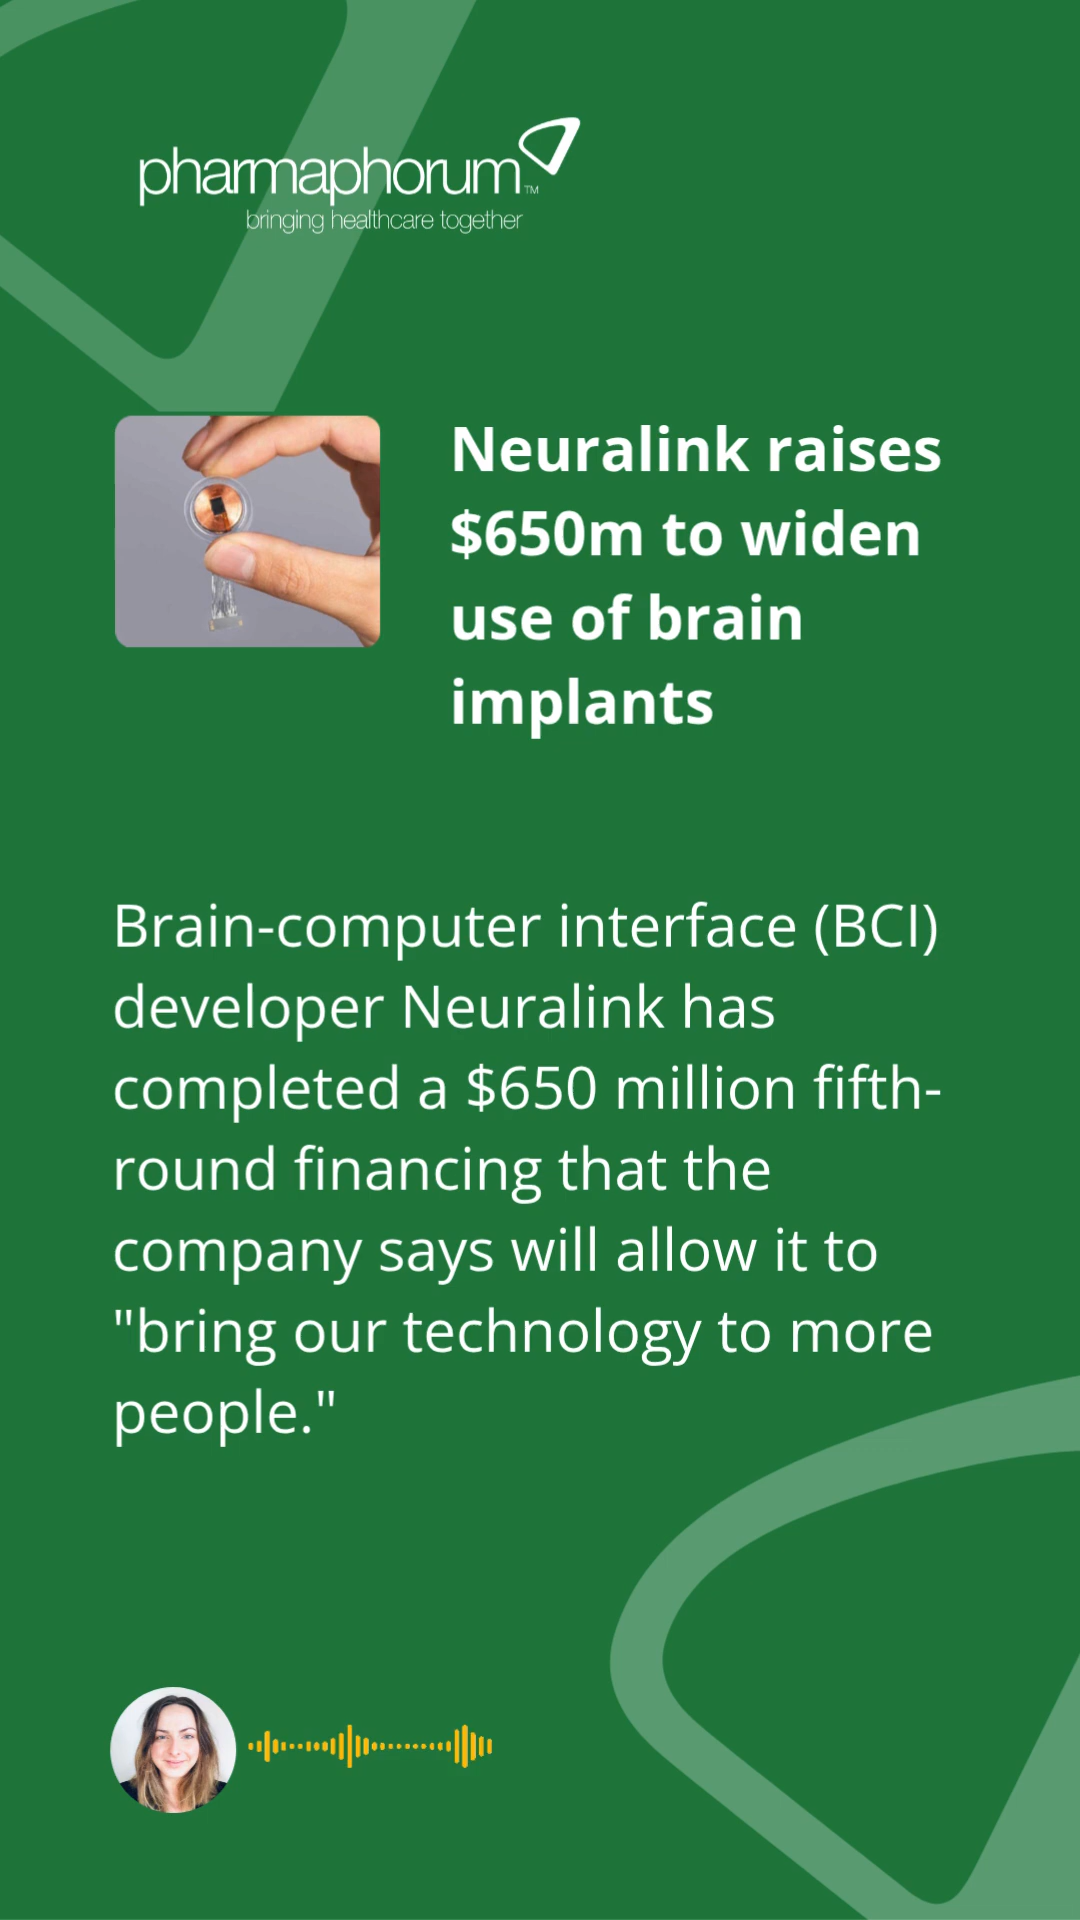 pharmaphorum™
bringing healthcare together
Neuralink raises
$650m to widen
use of brain
implants
Brain-computer interface (BCI)
developer Neuralink has
completed a $650 million fifth-
round financing that the
company says will allow it to
"bring our technology to more
people."